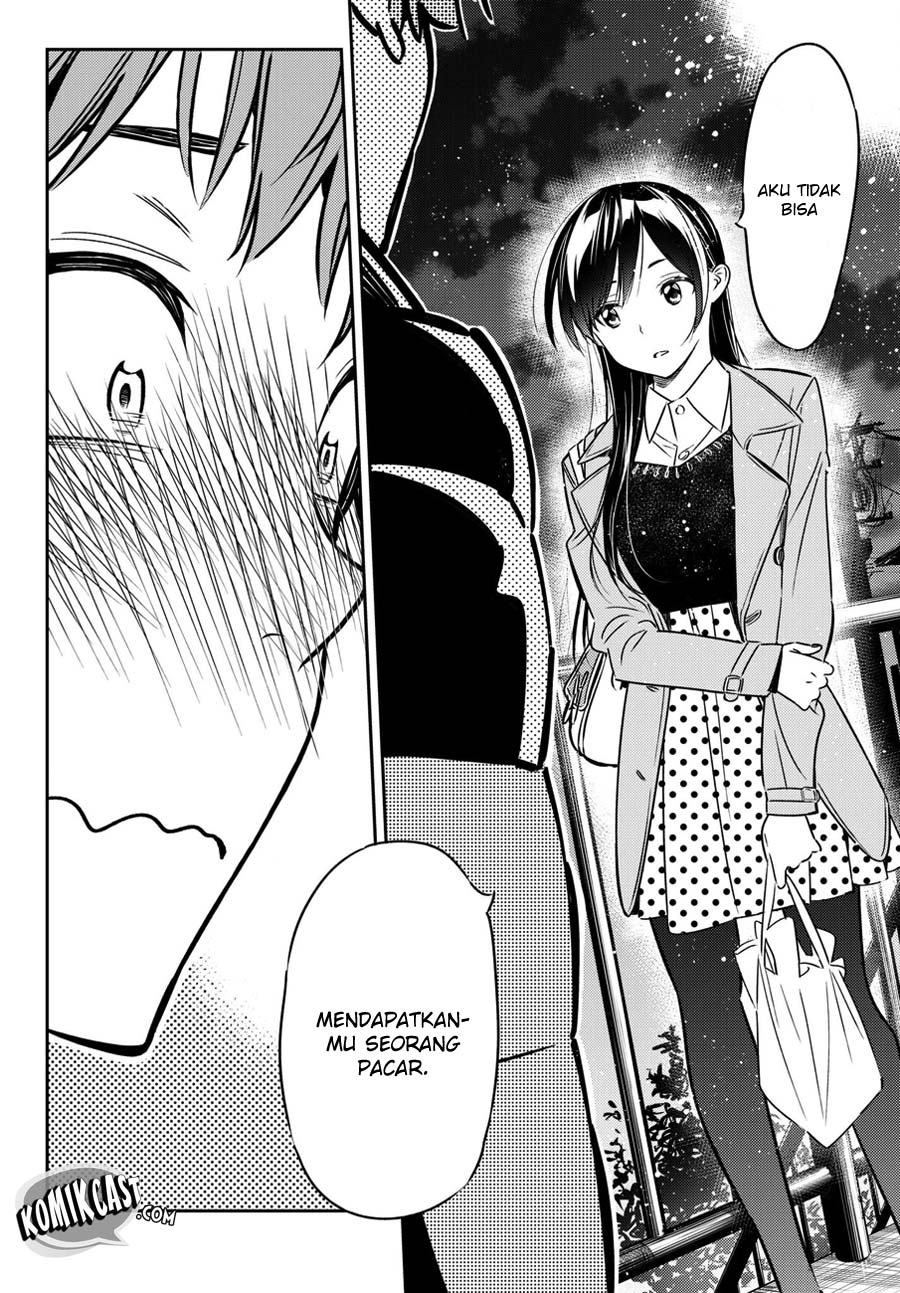 AKU TIDAK
BISA
MENDAPATKAN-
MU SEORANG
PACAR.
KOMIKCAST
.COM